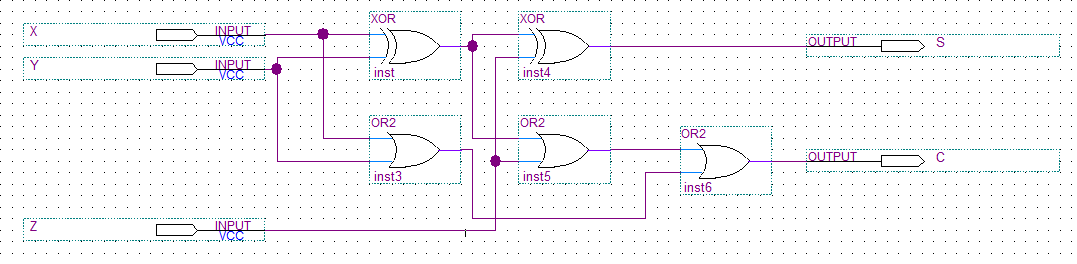 XOR XOR
X INPUT VCC OUTPUT S
Y INPUT VCC
inst inst4
OR2 OR2 OR2
OUTPUT C
inst3 inst5 inst6
Z INPUT VCC